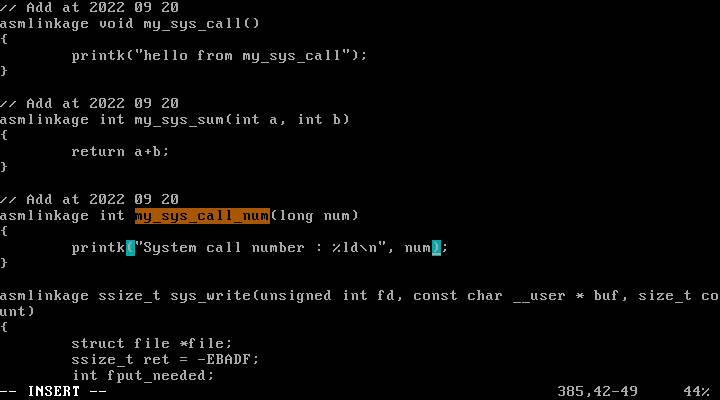 // Add at 2022 09 20
asmlinkage void my_sys_call()
{
        printk("hello from my_sys_call");
}

// Add at 2022 09 20
asmlinkage int my_sys_sum(int a, int b)
{
        return a+b;
}

// Add at 2022 09 20
asmlinkage int my_sys_call_num(long num)
{
        printk("System call number : %ld\n", num);
}

asmlinkage ssize_t sys_write(unsigned int fd, const char __user * buf, size_t co
unt)
{
        struct file *file;
        ssize_t ret = -EBADF;
        int fput_needed;
-- INSERT --                                                  385,42-49     44%